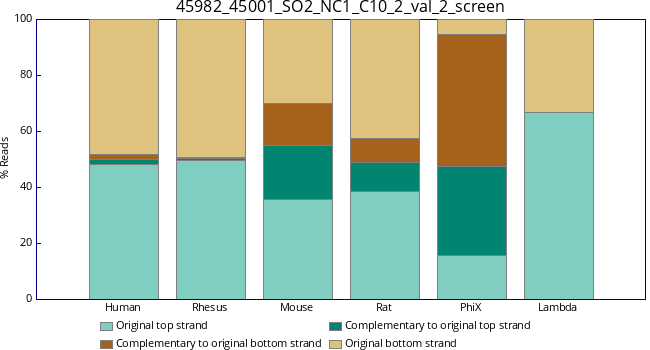 45982_45001_SO2_NC1_C10_2_val_2_screen
100
80
60
40
20
0
% Reads
Human Rhesus Mouse Rat PhiX Lambda
Original top strand Complementary to original top strand
Complementary to original bottom strand Original bottom strand